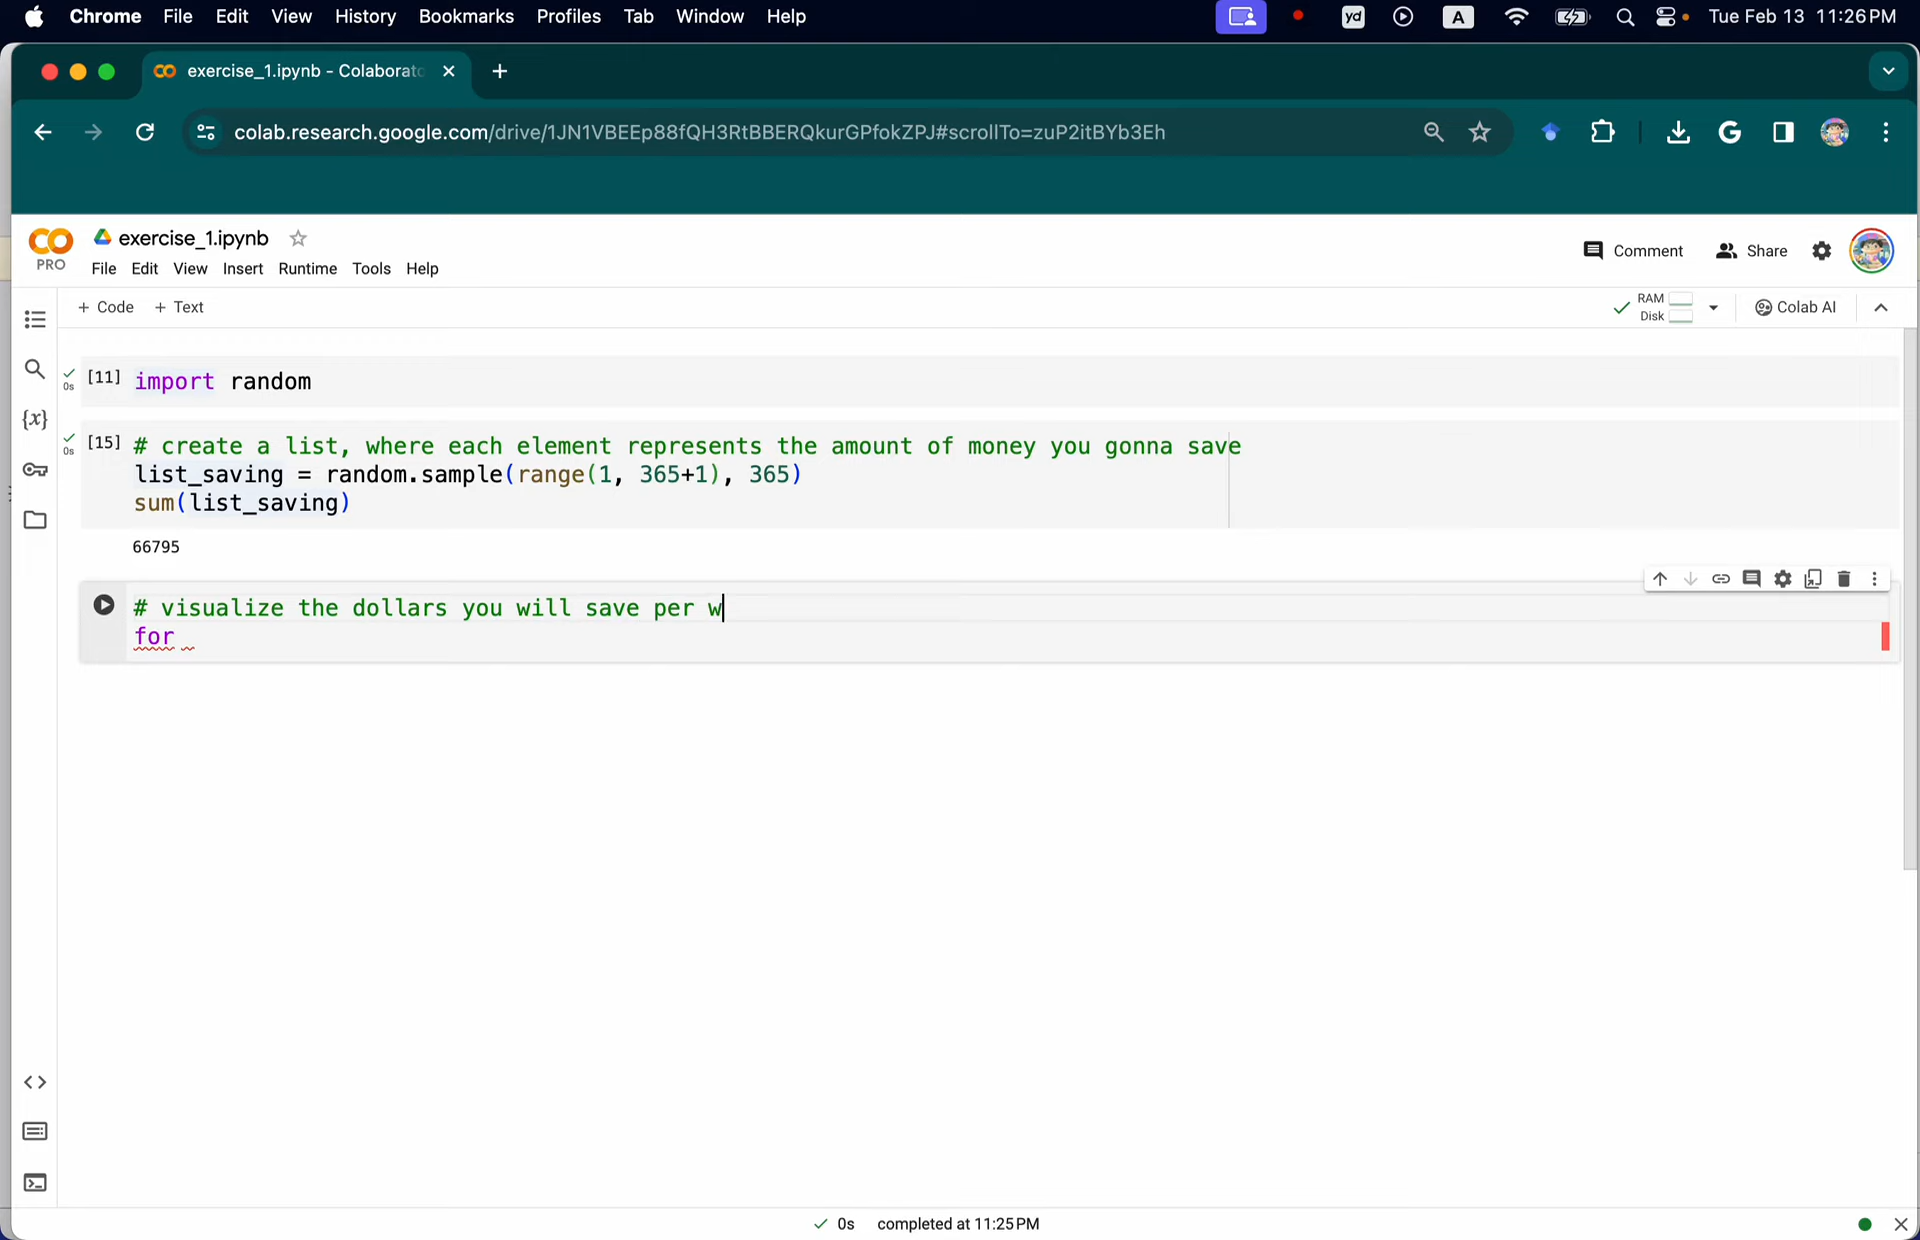 Chrome File Edit View History Bookmarks Profiles Tab Window Help yd A Tue Feb 13 11:26 PM
exercise_1.ipynb - Colaborato
colab.research.google.com/drive/1JN1VBEEp88fQH3RtBBERQkurGPfokZPJ#scrollTo=zuP2itBYb3Eh
exercise_1.ipynb
PRO
File Edit View Insert Runtime Tools Help
Comment Share
+ Code + Text
RAM
Disk
Colab AI
[11] import random
0s
{x}
[15] # create a list, where each element represents the amount of money you gonna save
0s
list_saving = random.sample(range(1, 365+1), 365)
sum(list_saving)
66795
# visualize the dollars you will save per w
for
0s completed at 11:25 PM